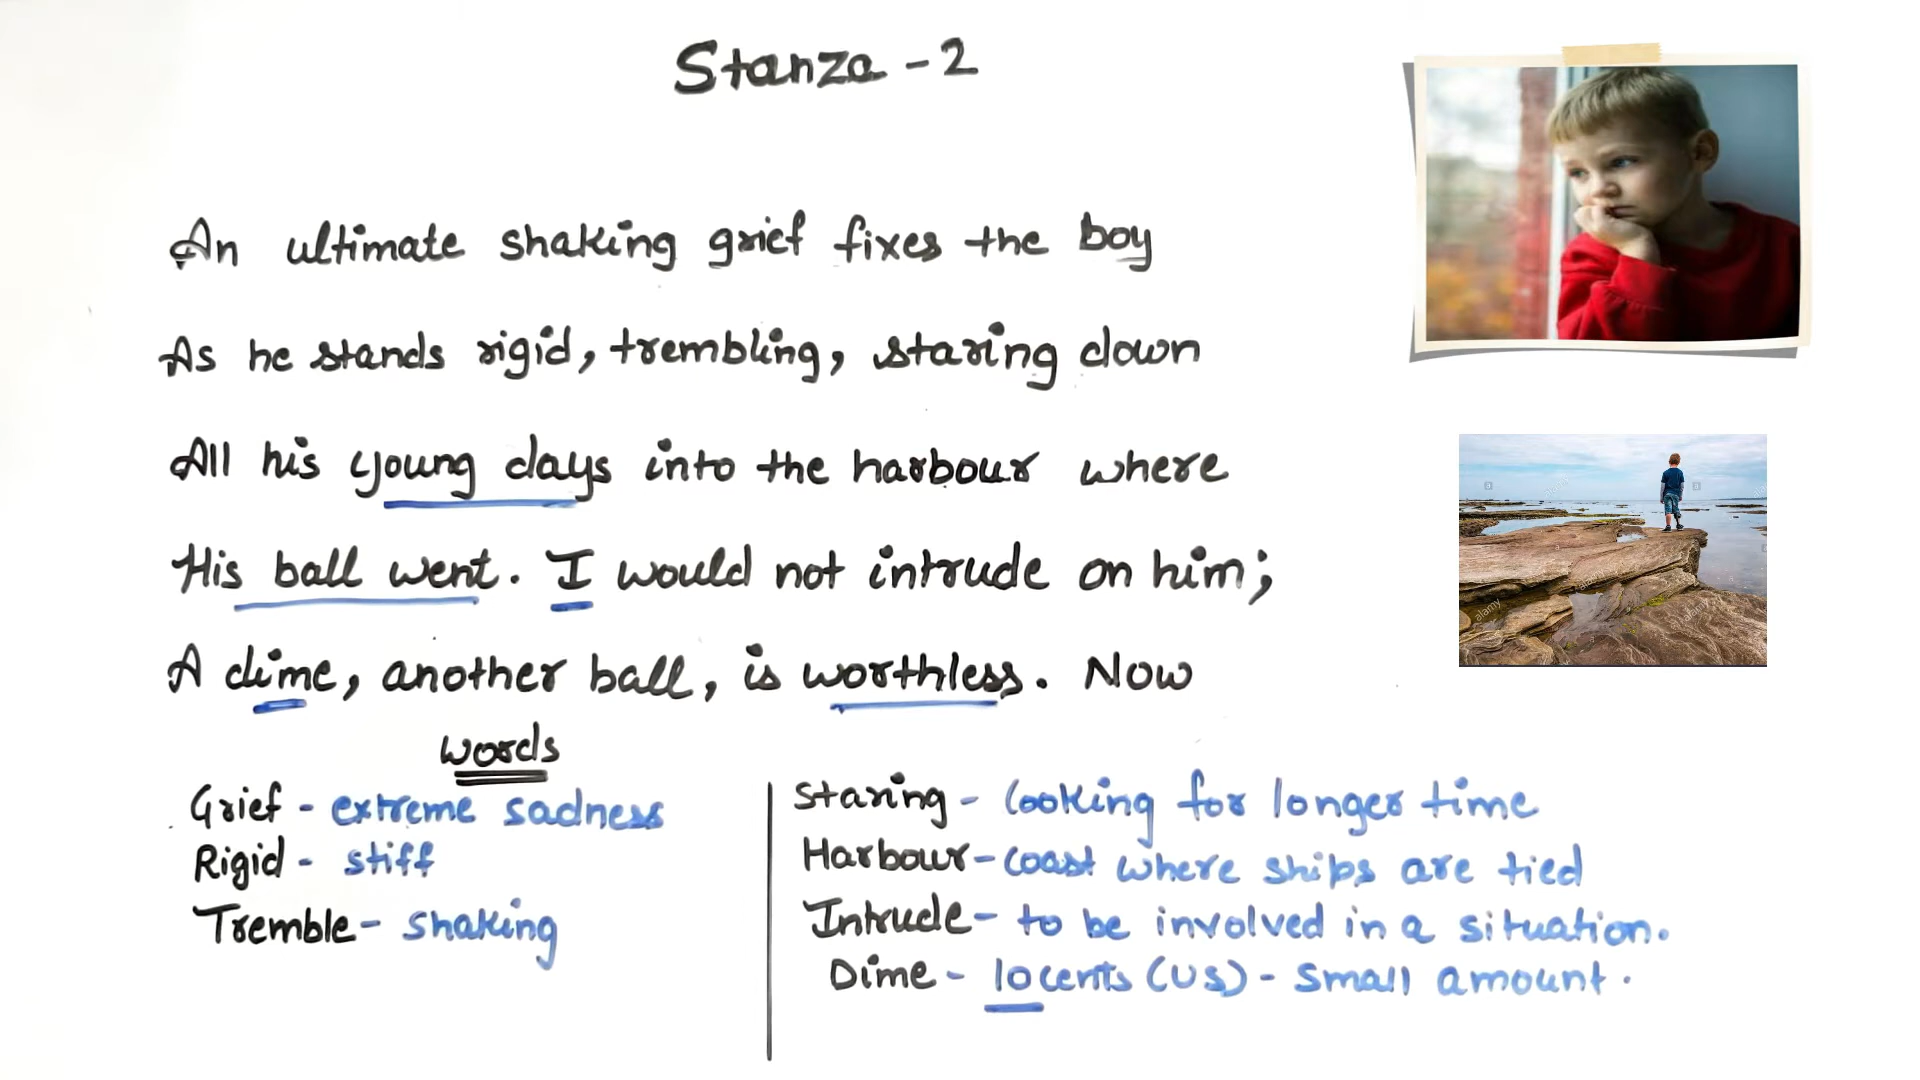 Stanza - 2
An ultimate shaking grief fixes the boy
As he stands rigid, trembling, staring down
All his young days into the harbour where
His ball went. I would not intrude on him;
A dime, another ball, is worthless. Now
Words
Grief - extreme sadness
Rigid - stiff
Tremble - shaking
Staring - looking for longer time
Harbour - coast where ships are tied
Intrude - to be involved in a situation.
Dime - 10 cents (US) - small amount.
alamy